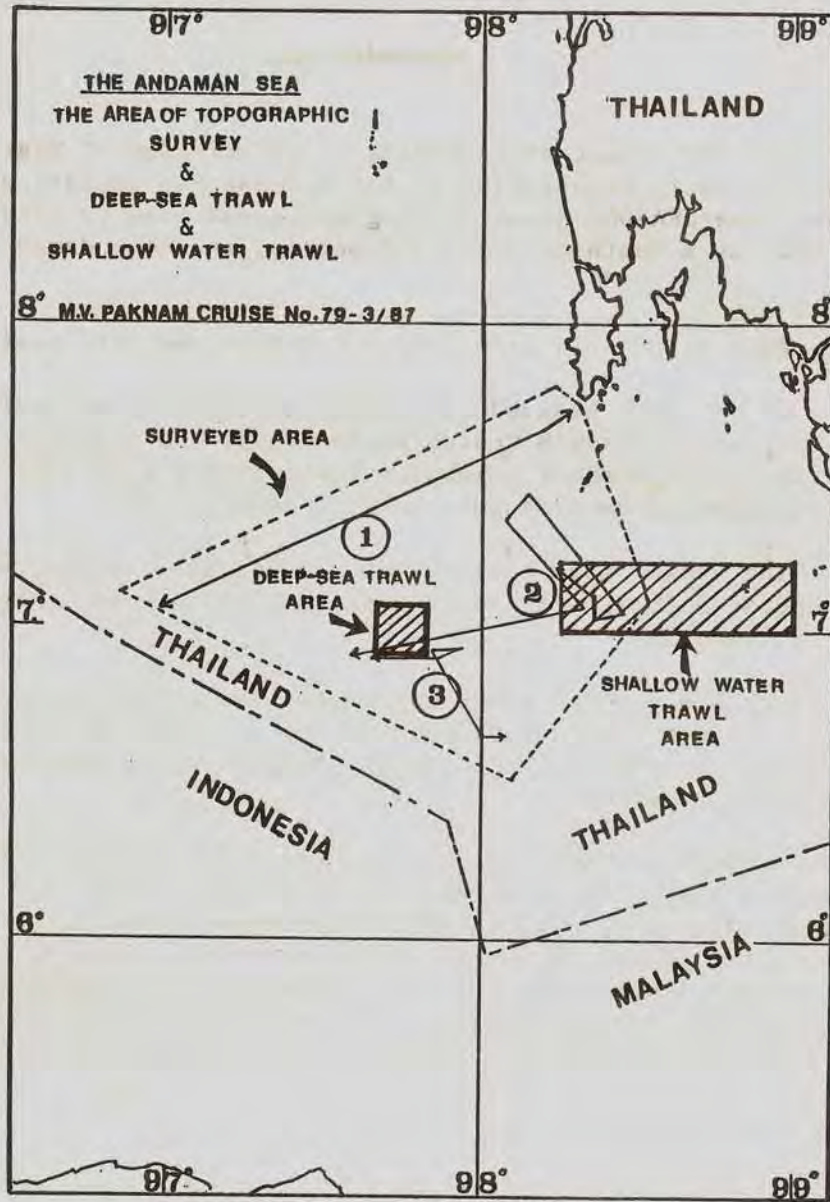 97°
98°
99°
THE ANDAMAN SEA
THE AREA OF TOPOGRAPHIC
SURVEY
&
DEEP-SEA TRAWL
&
SHALLOW WATER TRAWL
THAILAND
8° M.V. PAKNAM CRUISE No.79-3/87
8°
SURVEYED AREA
1
DEEP-SEA TRAWL
AREA
2
7°
7°
THAILAND
3
SHALLOW WATER
TRAWL
AREA
INDONESIA
THAILAND
6°
6°
MALAYSIA
97°
98°
99°